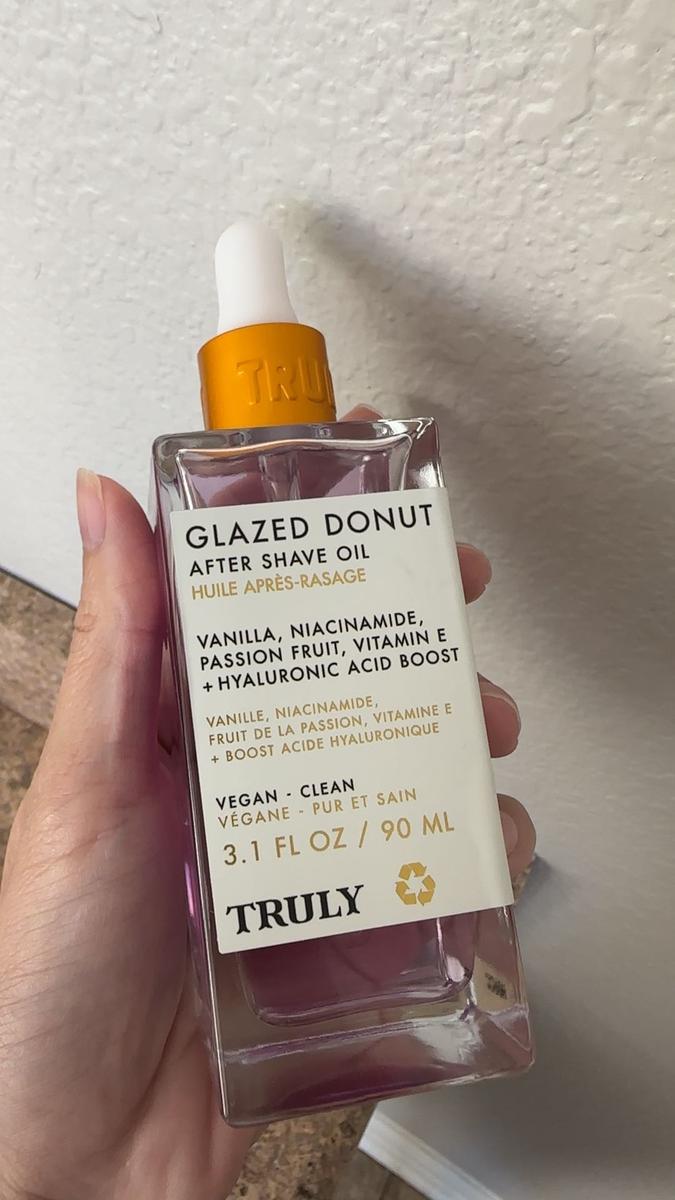 TRU
GLAZED DONUT
AFTER SHAVE OIL
HUILE APRÈS-RASAGE
VANILLA, NIACINAMIDE,
PASSION FRUIT, VITAMIN E
+ HYALURONIC ACID BOOST
VANILLE, NIACINAMIDE,
FRUIT DE LA PASSION, VITAMINE E
+ BOOST ACIDE HYALURONIQUE
VEGAN - CLEAN
VÉGANE - PUR ET SAIN
3.1 FL OZ / 90 ML
TRULY